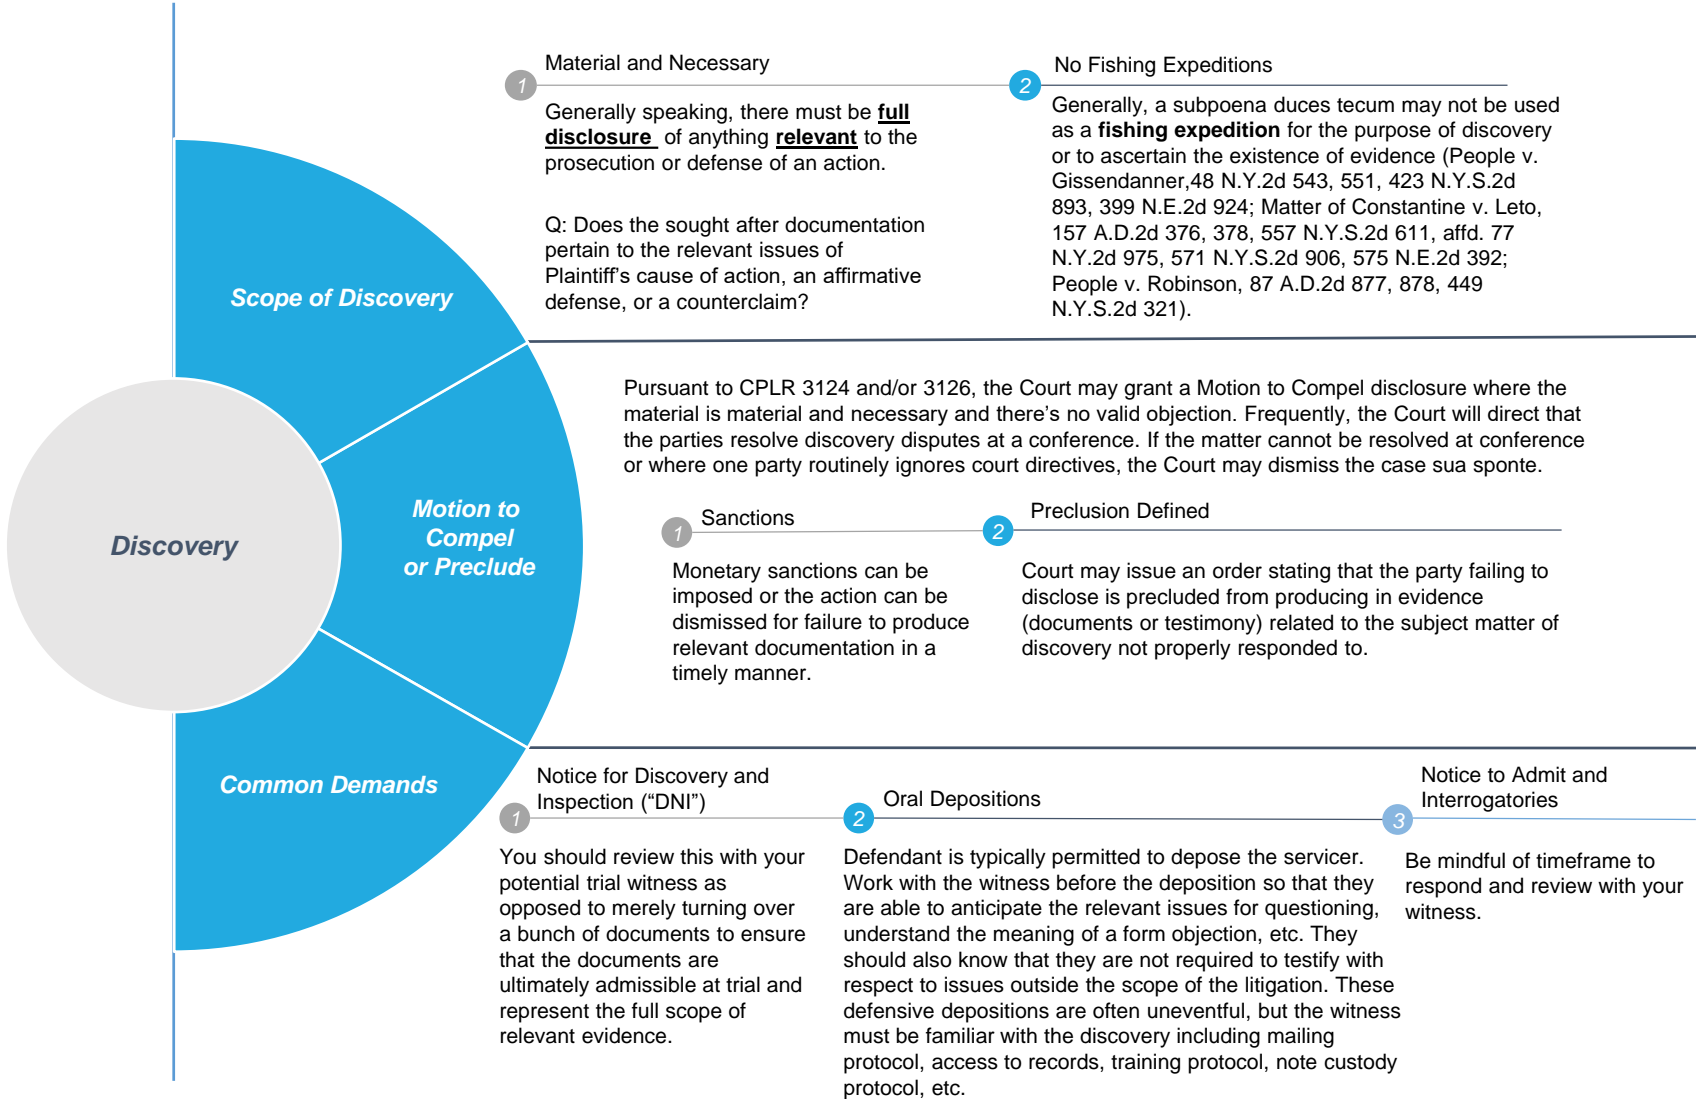 Discovery
Scope of Discovery
1
Material and Necessary
Generally speaking, there must be full
disclosure of anything relevant to the
prosecution or defense of an action.
Q: Does the sought after documentation
pertain to the relevant issues of
Plaintiff’s cause of action, an affirmative
defense, or a counterclaim?
2
No Fishing Expeditions
Generally, a subpoena duces tecum may not be used
as a fishing expedition for the purpose of discovery
or to ascertain the existence of evidence (People v.
Gissendanner,48 N.Y.2d 543, 551, 423 N.Y.S.2d
893, 399 N.E.2d 924; Matter of Constantine v. Leto,
157 A.D.2d 376, 378, 557 N.Y.S.2d 611, affd. 77
N.Y.2d 975, 571 N.Y.S.2d 906, 575 N.E.2d 392;
People v. Robinson, 87 A.D.2d 877, 878, 449
N.Y.S.2d 321).
Motion to
Compel
or Preclude
Pursuant to CPLR 3124 and/or 3126, the Court may grant a Motion to Compel disclosure where the
material is material and necessary and there’s no valid objection. Frequently, the Court will direct that
the parties resolve discovery disputes at a conference. If the matter cannot be resolved at conference
or where one party routinely ignores court directives, the Court may dismiss the case sua sponte.
1
Sanctions
Monetary sanctions can be
imposed or the action can be
dismissed for failure to produce
relevant documentation in a
timely manner.
2
Preclusion Defined
Court may issue an order stating that the party failing to
disclose is precluded from producing in evidence
(documents or testimony) related to the subject matter of
discovery not properly responded to.
Common Demands
1
Notice for Discovery and
Inspection (“DNI”)
You should review this with your
potential trial witness as
opposed to merely turning over
a bunch of documents to ensure
that the documents are
ultimately admissible at trial and
represent the full scope of
relevant evidence.
2
Oral Depositions
Defendant is typically permitted to depose the servicer.
Work with the witness before the deposition so that they
are able to anticipate the relevant issues for questioning,
understand the meaning of a form objection, etc. They
should also know that they are not required to testify with
respect to issues outside the scope of the litigation. These
defensive depositions are often uneventful, but the witness
must be familiar with the discovery including mailing
protocol, access to records, training protocol, note custody
protocol, etc.
3
Notice to Admit and
Interrogatories
Be mindful of timeframe to
respond and review with your
witness.